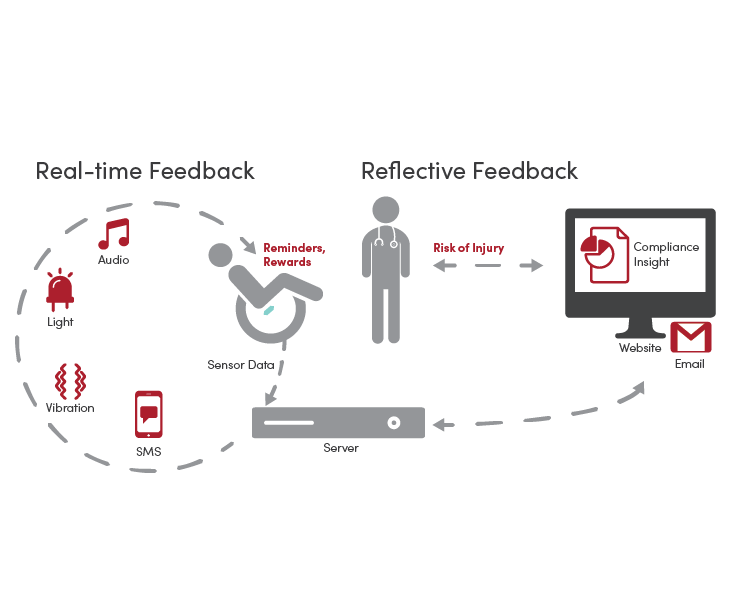 Real-time Feedback
Reflective Feedback
Reminders,
Rewards
Risk of Injury
Audio
Compliance
Insight
Light
Website
Email
Sensor Data
Vibration
SMS
Server